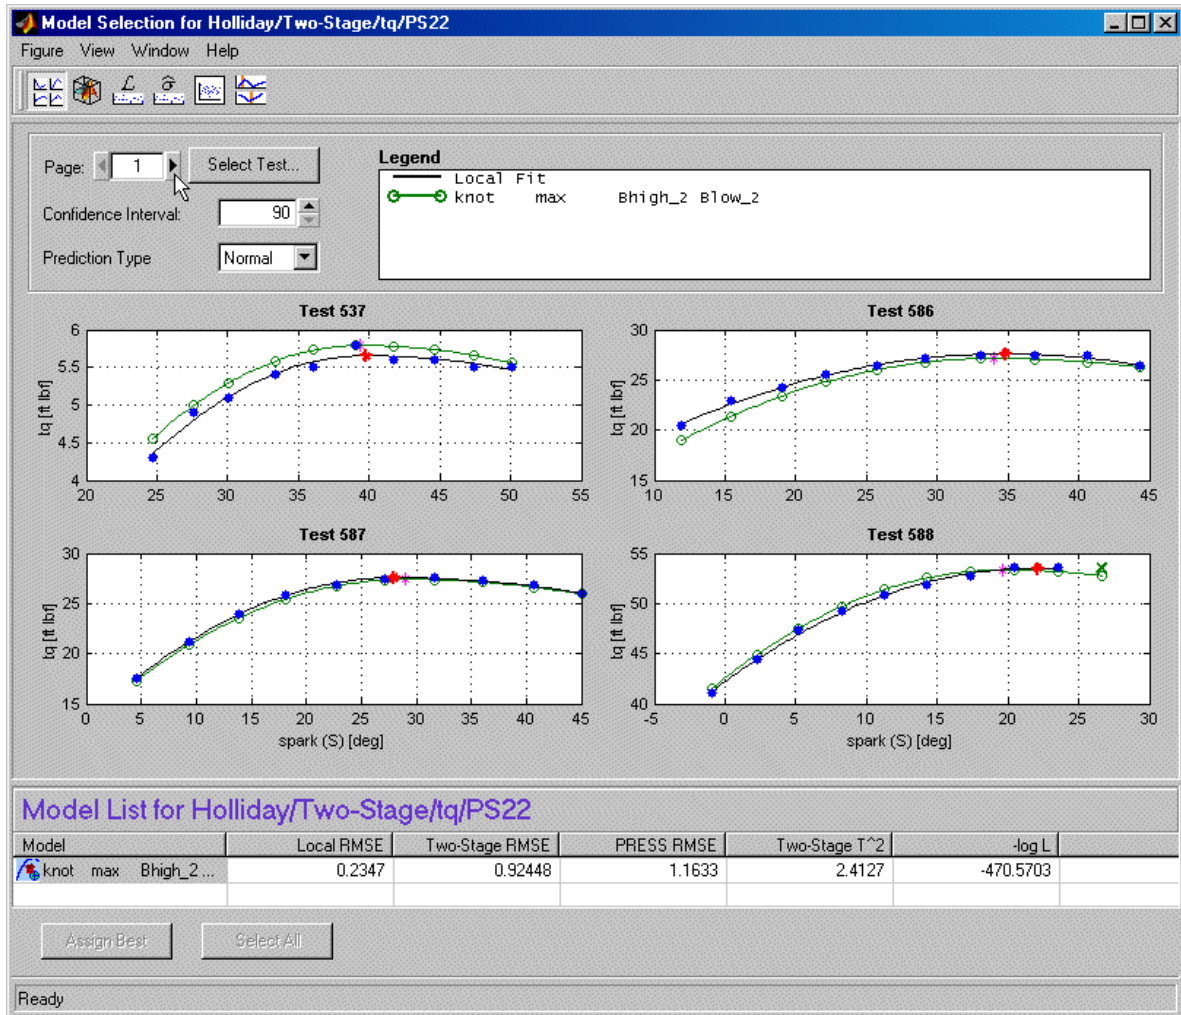 Model Selection for Holliday/Two-Stage/tq/PS22
Figure View Window Help
Page: 1 Select Test...
Confidence Interval: 90
Prediction Type Normal
Legend
Local Fit
knot max Bhigh_2 Blow_2
Test 537
6
5.5
5
4.5
4
tq [ft lbf]
20 25 30 35 40 45 50 55
Test 586
30
25
20
15
tq [ft lbf]
10 15 20 25 30 35 40 45
Test 587
30
25
20
15
tq [ft lbf]
0 5 10 15 20 25 30 35 40 45
spark (S) [deg]
Test 588
55
50
45
40
tq [ft lbf]
-5 0 5 10 15 20 25 30
spark (S) [deg]
Model List for Holliday/Two-Stage/tq/PS22
Model Local RMSE Two-Stage RMSE PRESS RMSE Two-Stage T^2 -log L
knot max Bhigh_2... 0.2347 0.92448 1.1633 2.4127 -470.5703
Assign Best Select All
Ready